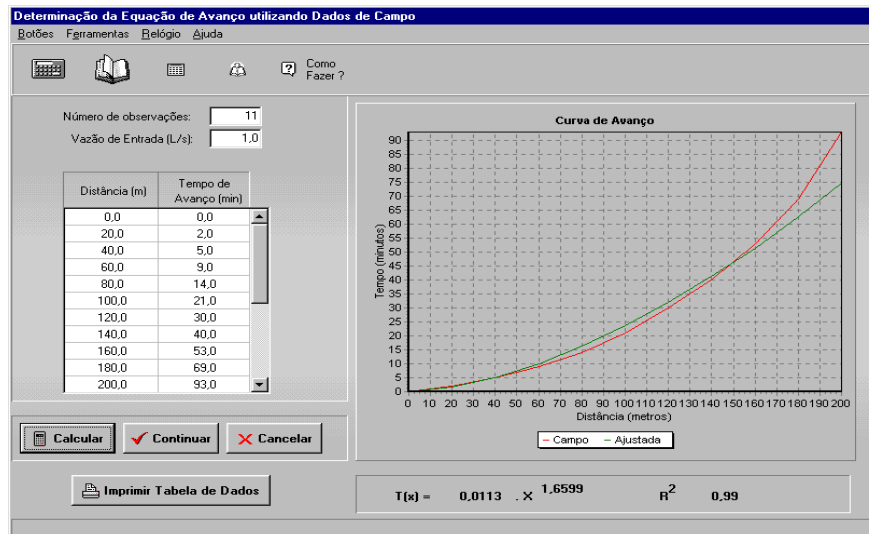 Determinação da Equação de Avanço utilizando Dados de Campo
Botões Ferramentas Relógio Ajuda
Como
Fazer ?
Número de observações: 11
Vazão de Entrada (L/s): 1,0
Distância (m) Tempo de
Avanço (min)
0,0 0,0
20,0 2,0
40,0 5,0
60,0 9,0
80,0 14,0
100,0 21,0
120,0 30,0
140,0 40,0
160,0 53,0
180,0 69,0
200,0 93,0
Calcular Continuar Cancelar
Imprimir Tabela de Dados
Curva de Avanço
Tempo (minutos)
90
85
80
75
70
65
60
55
50
45
40
35
30
25
20
15
10
5
0
0 10 20 30 40 50 60 70 80 90 100 110 120 130 140 150 160 170 180 190 200
Distância (metros)
Campo Ajustada
T(x) = 0,0113 . X 1,6599 R2 0,99